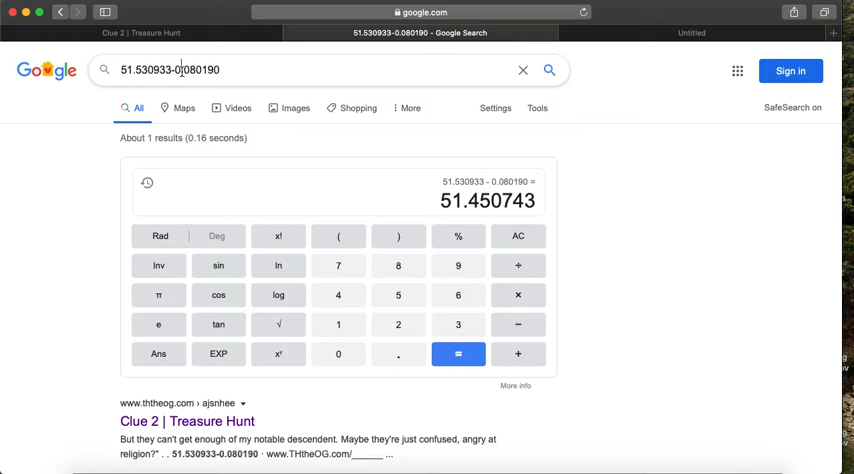 google.com
Clue 2 | Treasure Hunt
51.530933-0.080190 - Google Search
Untitled
Google
51.530933-0.080190
Sign in
All
Maps
Videos
Images
Shopping
More
Settings
Tools
SafeSearch on
About 1 results (0.16 seconds)
51.530933 - 0.080190 =
51.450743
Rad
Deg
x!
(
)
%
AC
Inv
sin
ln
7
8
9
÷
π
cos
log
4
5
6
×
e
tan
√
1
2
3
−
Ans
EXP
xʸ
0
.
=
+
More info
www.ththeog.com › ajsnhee
Clue 2 | Treasure Hunt
But they can't get enough of my notable descendent. Maybe they're just confused, angry at
religion?" . . 51.530933-0.080190 · www.THtheOG.com/______ ...